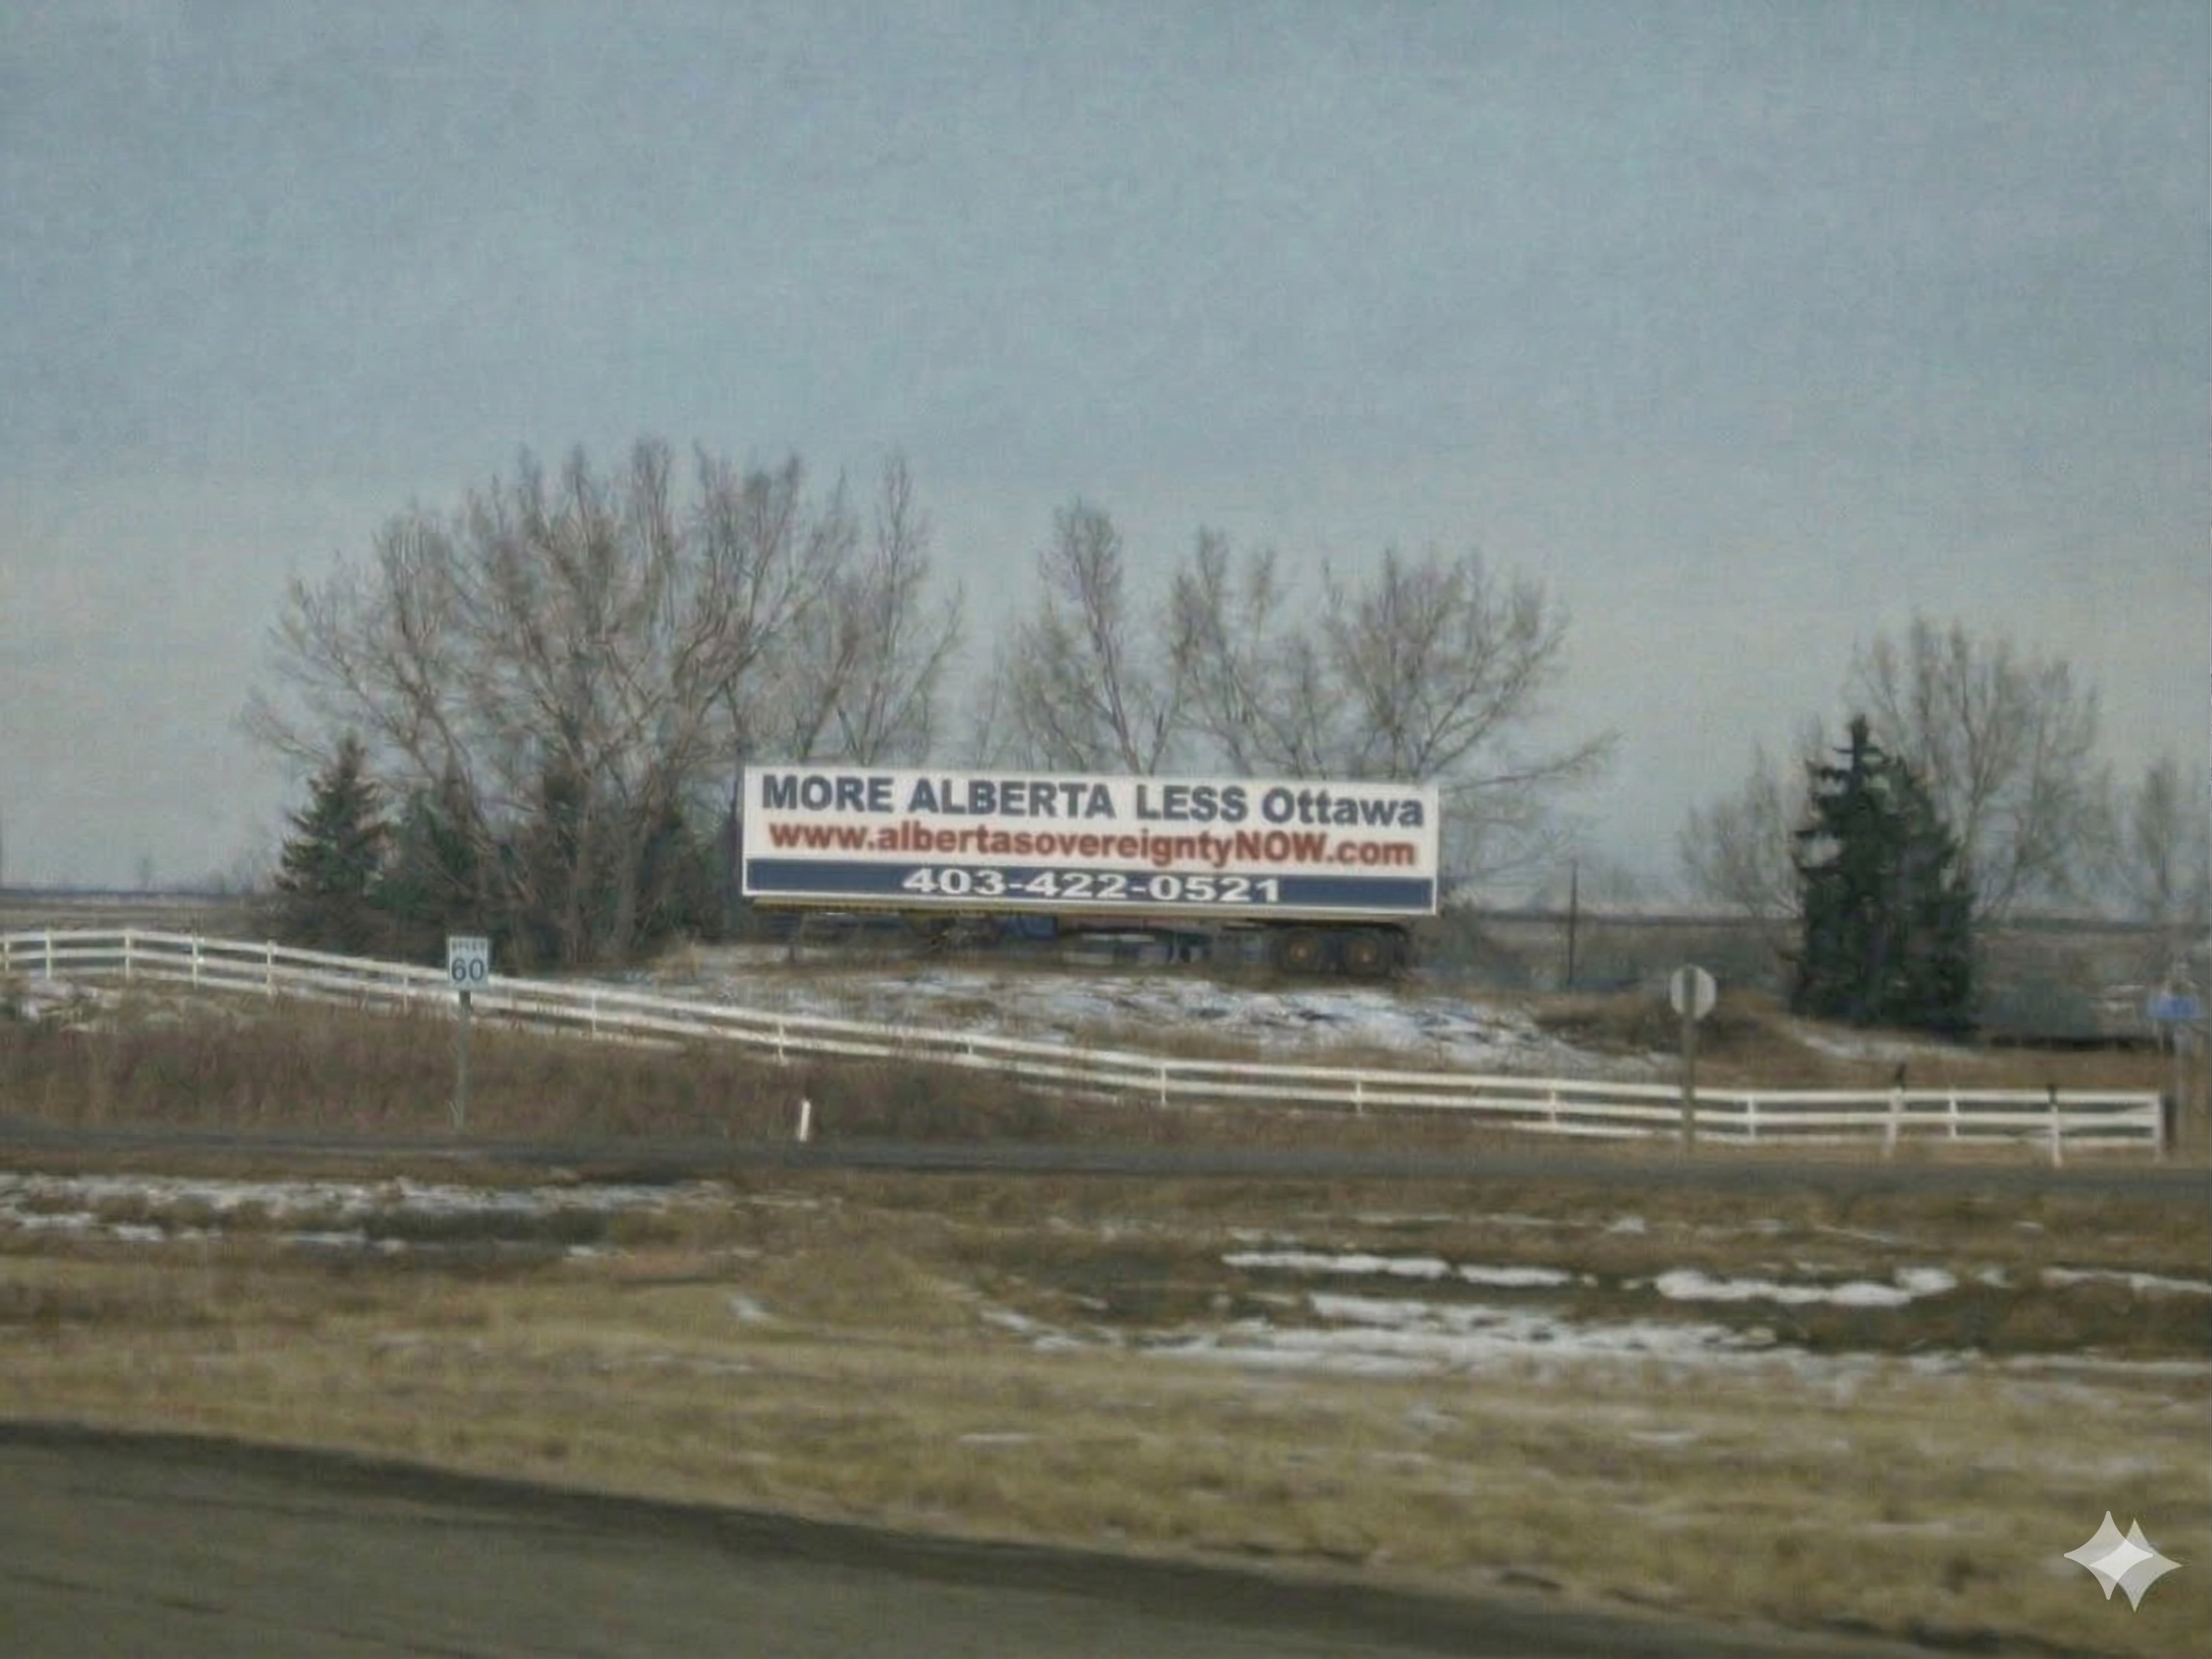 MORE ALBERTA LESS Ottawa
www.albertasovereigntyNOW.com
403-422-0521
60